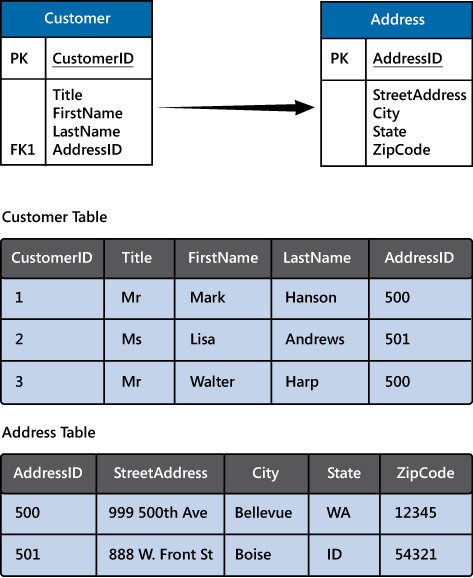 Customer Address
PK CustomerID PK AddressID
Title StreetAddress
FirstName City
LastName State
FK1 AddressID ZipCode
Customer Table
CustomerID Title FirstName LastName AddressID
1 Mr Mark Hanson 500
2 Ms Lisa Andrews 501
3 Mr Walter Harp 500
Address Table
AddressID StreetAddress City State ZipCode
500 999 500th Ave Bellevue WA 12345
501 888 W. Front St Boise ID 54321